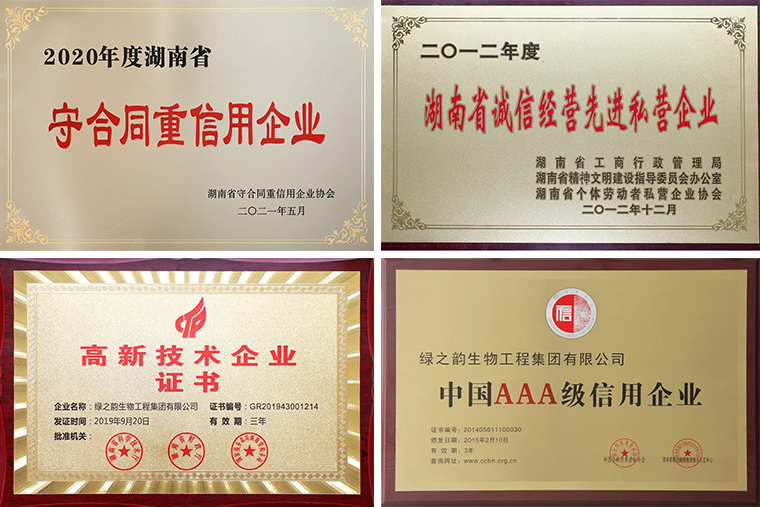 2020年度湖南省
守合同重信用企业
湖南省守合同重信用企业协会
二〇二一年五月
二〇一二年度
湖南省诚信经营先进私营企业
湖南省工商行政管理局
湖南省精神文明建设指导委员会办公室
湖南省个体劳动者私营企业协会
二〇一二年十二月
高新技术企业
证书
企业名称：绿之韵生物工程集团有限公司 证书编号：GR201943001214
发证时间：2019年9月20日 有效期：三年
批准机关：
信
绿之韵生物工程集团有限公司
中国AAA级信用企业
证书编号：201405611100030
颁发日期：2015年2月10日
有效期：3年
查询网址：www.ccbn.org.cn